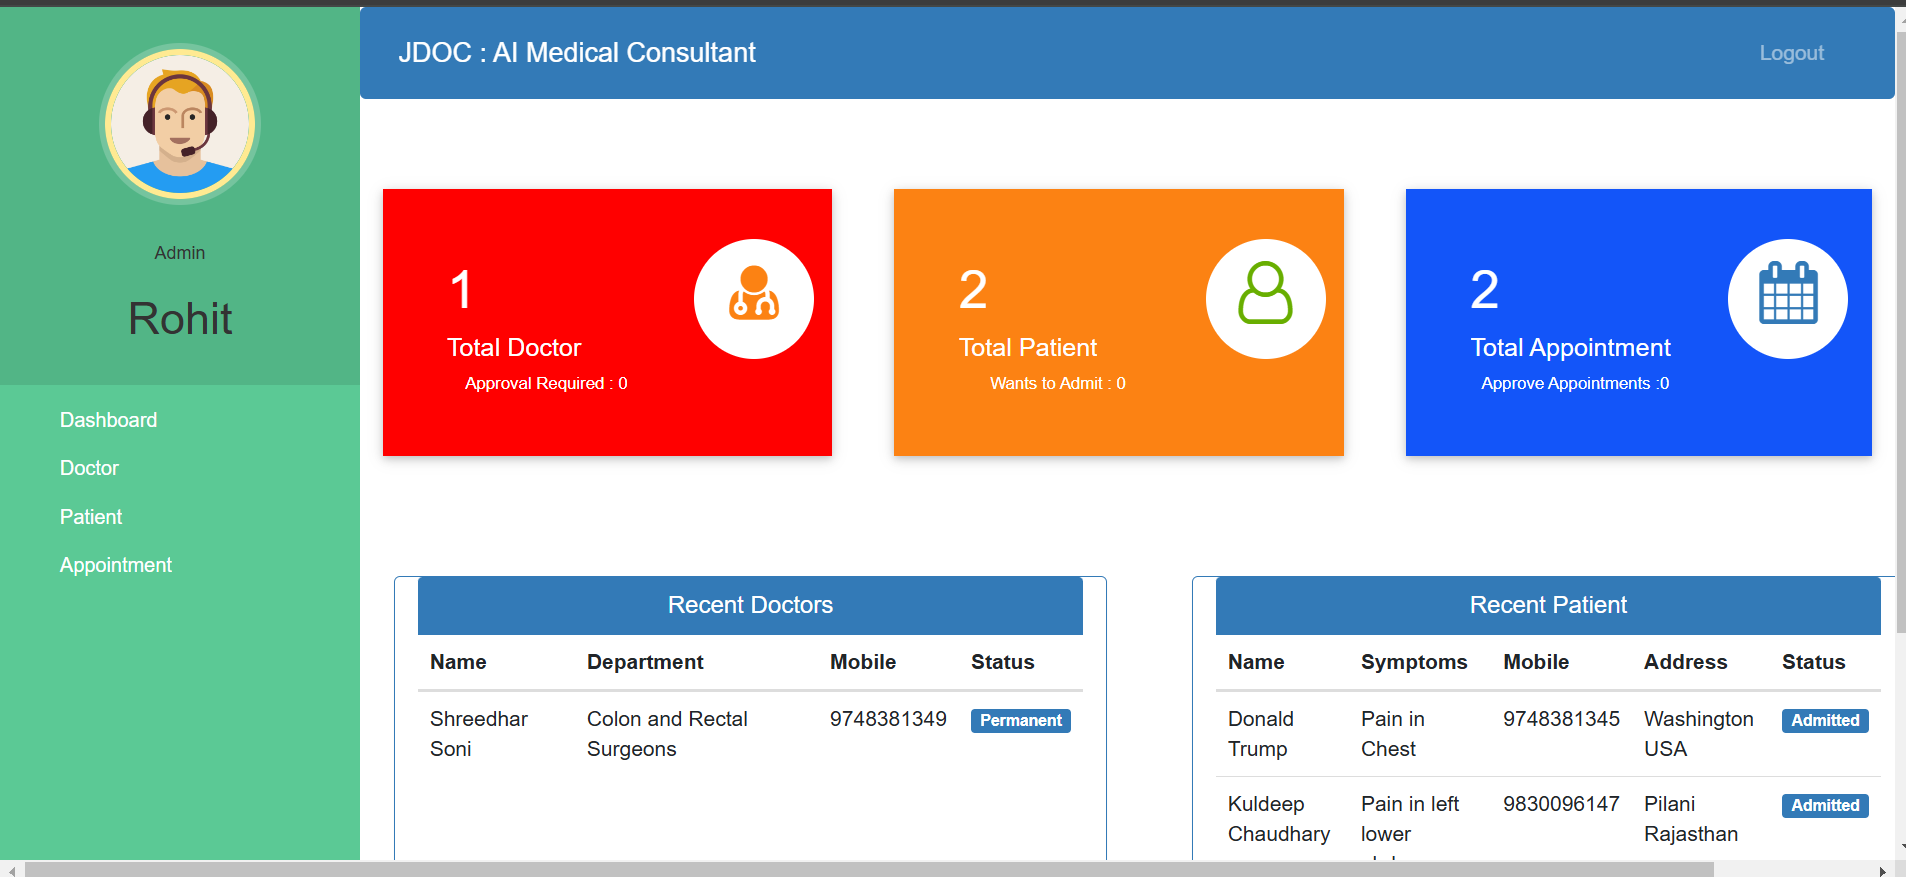 JDOC : AI Medical Consultant
Logout
Admin
Rohit
Dashboard
Doctor
Patient
Appointment
1
Total Doctor
Approval Required : 0
2
Total Patient
Wants to Admit : 0
2
Total Appointment
Approve Appointments :0
Recent Doctors
Name Department Mobile Status
Shreedhar Colon and Rectal 9748381349 Permanent
Soni Surgeons
Recent Patient
Name Symptoms Mobile Address Status
Donald Pain in 9748381345 Washington Admitted
Trump Chest USA
Kuldeep Pain in left 9830096147 Pilani Admitted
Chaudhary lower Rajasthan